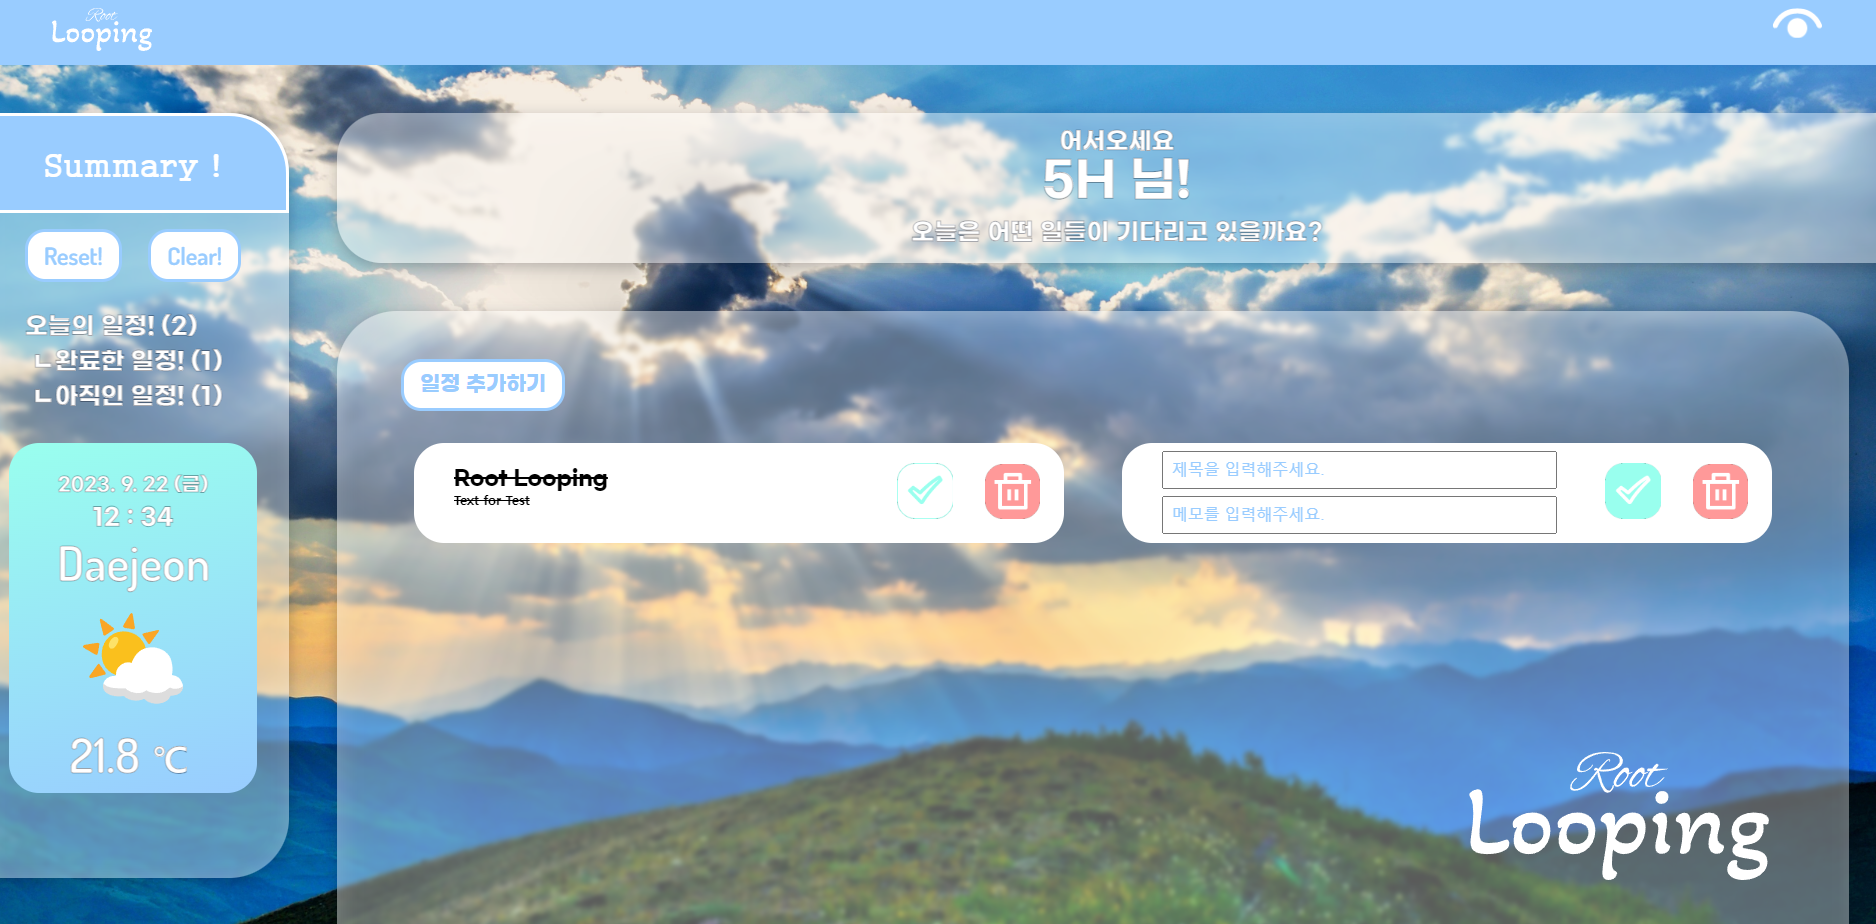 Root
Looping
Summary !
Reset! Clear!
오늘의 일정! (2)
ㄴ완료한 일정! (1)
ㄴ아직인 일정! (1)
2023. 9. 22 (금)
12 : 34
Daejeon
21.8 ℃
어서오세요
5H 님!
오늘은 어떤 일들이 기다리고 있을까요?
일정 추가하기
Root Looping
Text for Test
제목을 입력해주세요.
메모를 입력해주세요.
Root
Looping